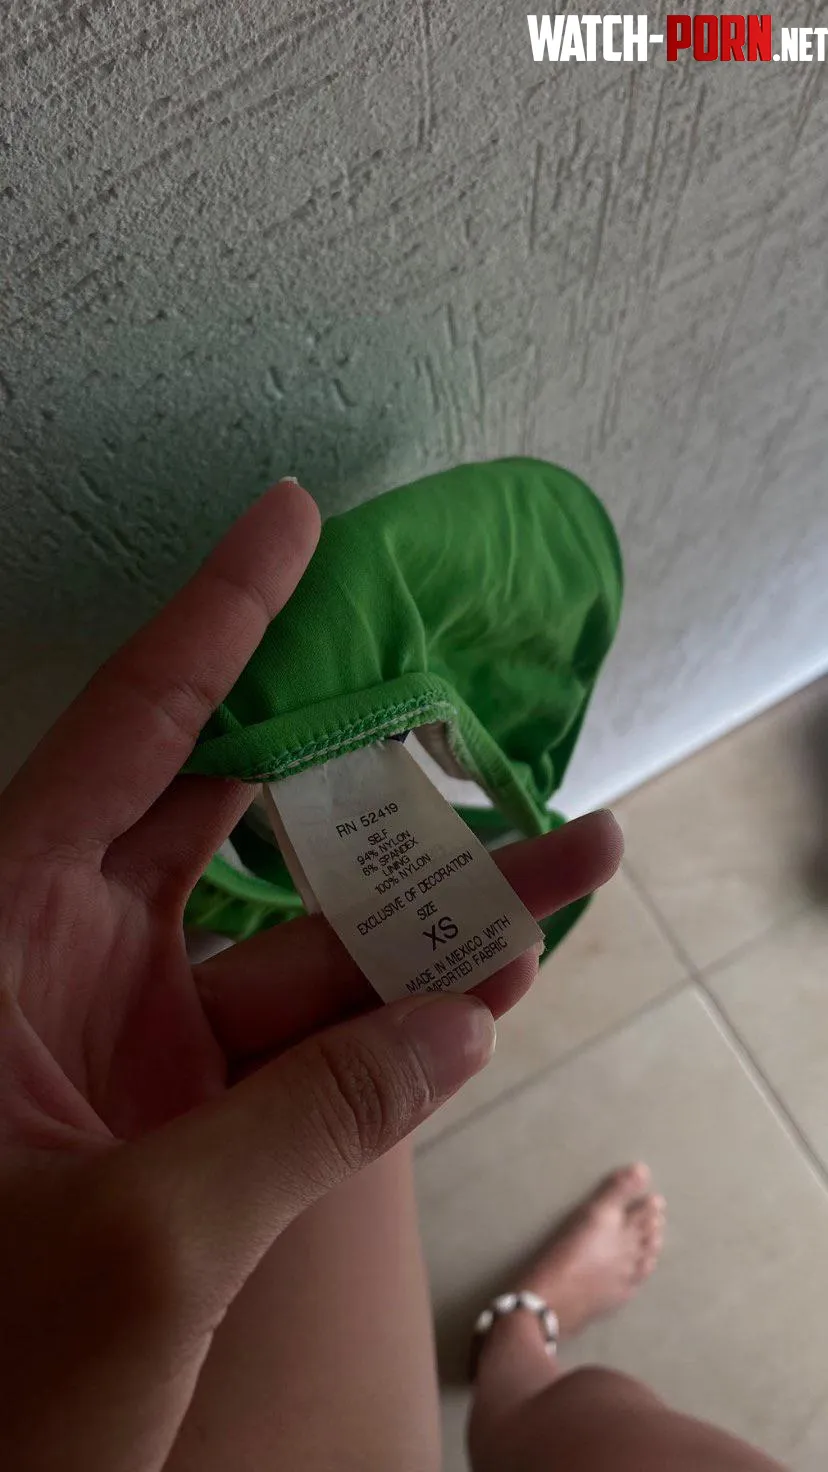 WATCH-PORN.NET
RN 52419
SELF
94% NYLON
6% SPANDEX
LINING
100% NYLON
EXCLUSIVE OF DECORATION
SIZE
XS
MADE IN MEXICO WITH
IMPORTED FABRIC